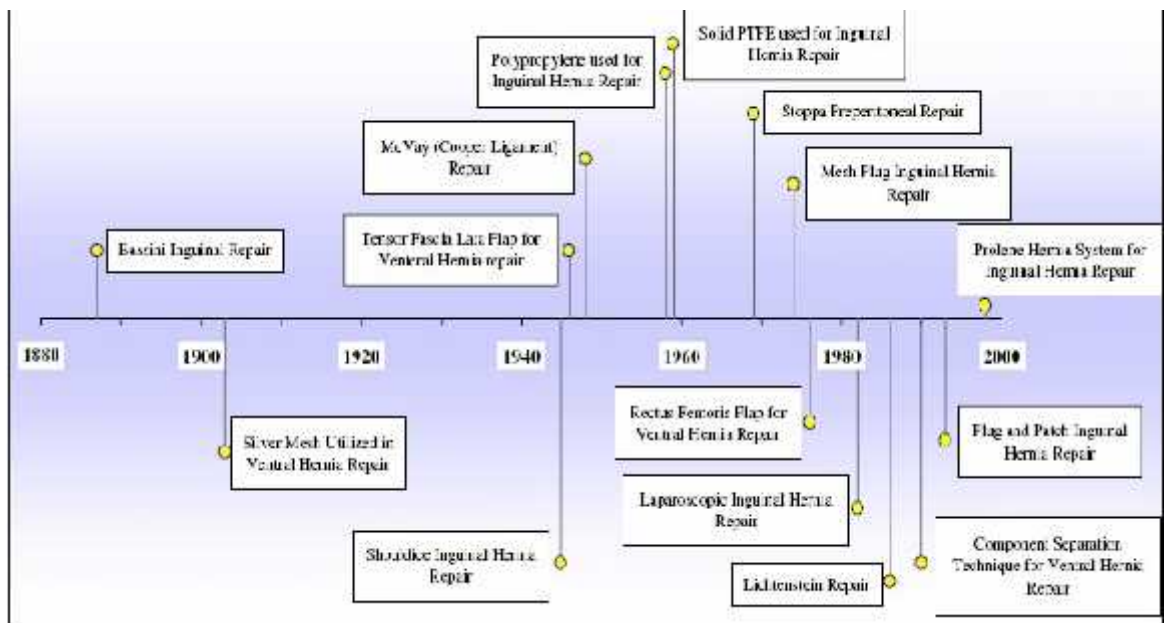 Solid PTFE used for Inguinal
Hernia Repair
Polypropylene used for
Inguinal Hernia Repair
Stoppa Preperitoneal Repair
McVay (Cooper Ligament)
Repair
Mesh Plug Inguinal Hernia
Repair
Bassini Inguinal Repair
Tensor Fascia Lata Flap for
Venteral Hernia repair
Prolene Hernia System for
Inguinal Hernia Repair
1880
1900
1920
1940
1960
1980
2000
Silver Mesh Utilized in
Ventral Hernia Repair
Rectus Femoris Flap for
Ventral Hernia Repair
Plug and Patch Inguinal
Hernia Repair
Laparoscopic Inguinal Hernia
Repair
Shouldice Inguinal Hernia
Repair
Lichtenstein Repair
Component Separation
Technique for Ventral Hernia
Repair